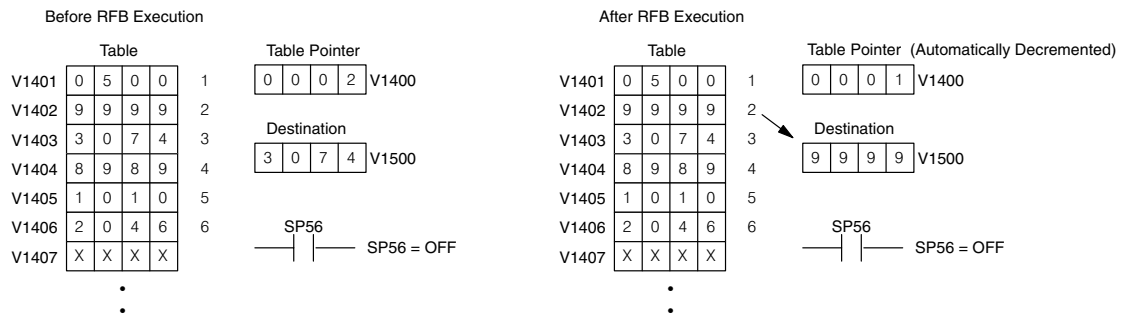 Before RFB Execution
Table
Table Pointer
V1401 0 5 0 0 1
0 0 0 2 V1400
V1402 9 9 9 9 2
Destination
V1403 3 0 7 4 3
3 0 7 4 V1500
V1404 8 9 8 9 4
V1405 1 0 1 0 5
V1406 2 0 4 6 6
SP56
SP56 = OFF
V1407 X X X X
After RFB Execution
Table
Table Pointer (Automatically Decremented)
V1401 0 5 0 0 1
0 0 0 1 V1400
V1402 9 9 9 9 2
Destination
V1403 3 0 7 4 3
9 9 9 9 V1500
V1404 8 9 8 9 4
V1405 1 0 1 0 5
V1406 2 0 4 6 6
SP56
SP56 = OFF
V1407 X X X X